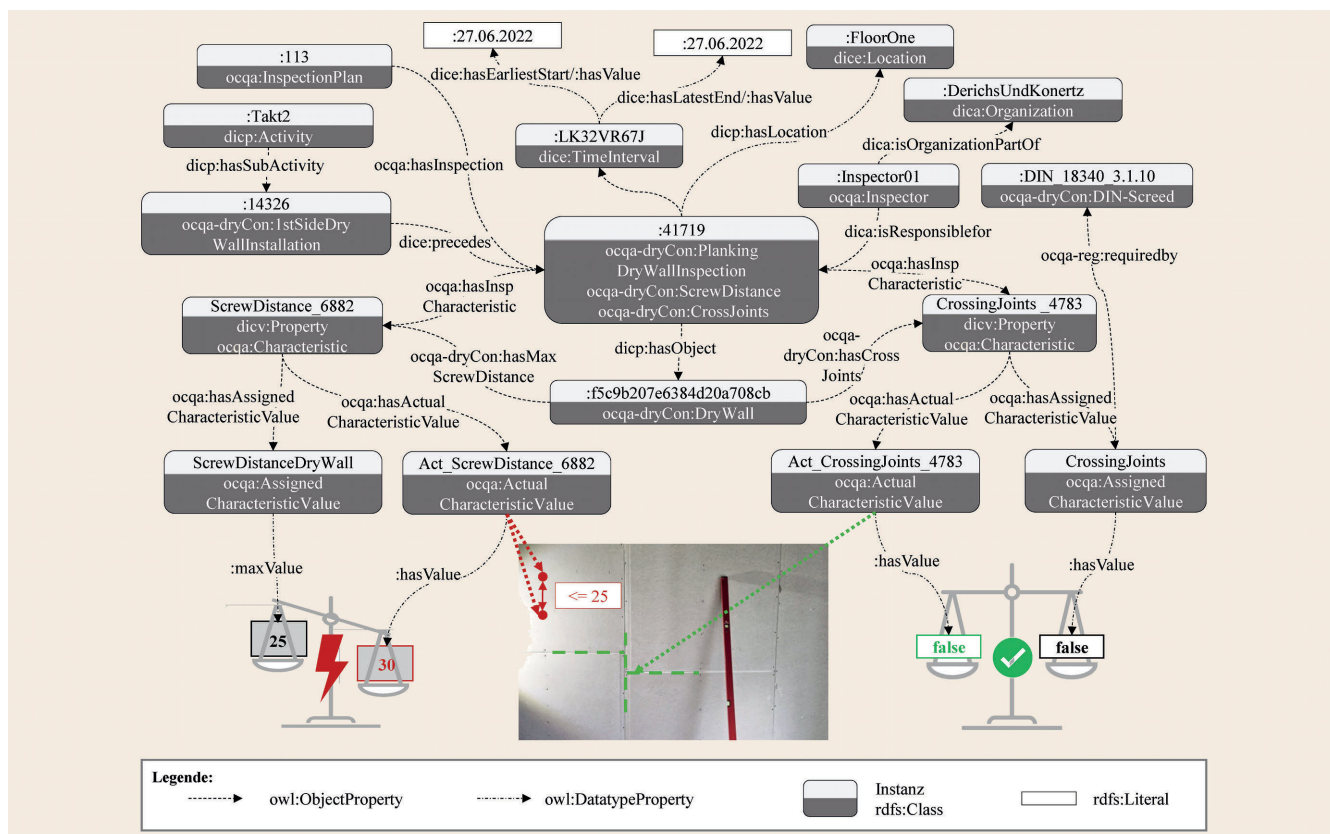 :27.06.2022
:27.06.2022
:FloorOne
dice:Location
:113
ocqa:InspectionPlan
dice:hasEarliestStart/:hasValue
:DerichsUndKonertz
dica:Organization
dice:hasLatestEnd/:hasValue
:Takt2
dicp:Activity
:LK32VR67J
dice:TimeInterval
dicp:hasLocation
dica:isOrganizationPartOf
dicp:hasSubActivity
ocqa:hasInspection
:Inspector01
ocqa:Inspector
:DIN_18340_3.1.10
ocqa-dryCon:DIN-Screed
:14326
ocqa-dryCon:1stSideDry
WallInstallation
dice:precedes
:41719
ocqa-dryCon:Planking
DryWallInspection
ocqa-dryCon:ScrewDistance
ocqa-dryCon:CrossJoints
dica:isResponsiblefor
ocqa-reg:requiredby
ocqa:hasInsp
Characteristic
ocqa:hasInsp
Characteristic
ScrewDistance_6882
dicv:Property
ocqa:Characteristic
CrossingJoints_4783
dicv:Property
ocqa:Characteristic
dicp:hasObject
ocqa-dryCon:hasMax
ScrewDistance
ocqa-
dryCon:hasCross
Joints
:f5c9b207e6384d20a708cb
ocqa-dryCon:DryWall
ocqa:hasAssigned
CharacteristicValue
ocqa:hasActual
CharacteristicValue
ocqa:hasActual
CharacteristicValue
ocqa:hasAssigned
CharacteristicValue
ScrewDistanceDryWall
ocqa:Assigned
CharacteristicValue
Act_ScrewDistance_6882
ocqa:Actual
CharacteristicValue
Act_CrossingJoints_4783
ocqa:Actual
CharacteristicValue
CrossingJoints
ocqa:Assigned
CharacteristicValue
:maxValue
:hasValue
:hasValue
:hasValue
<= 25
25
30
false
false
Legende:
owl:ObjectProperty
owl:DatatypeProperty
Instanz
rdfs:Class
rdfs:Literal